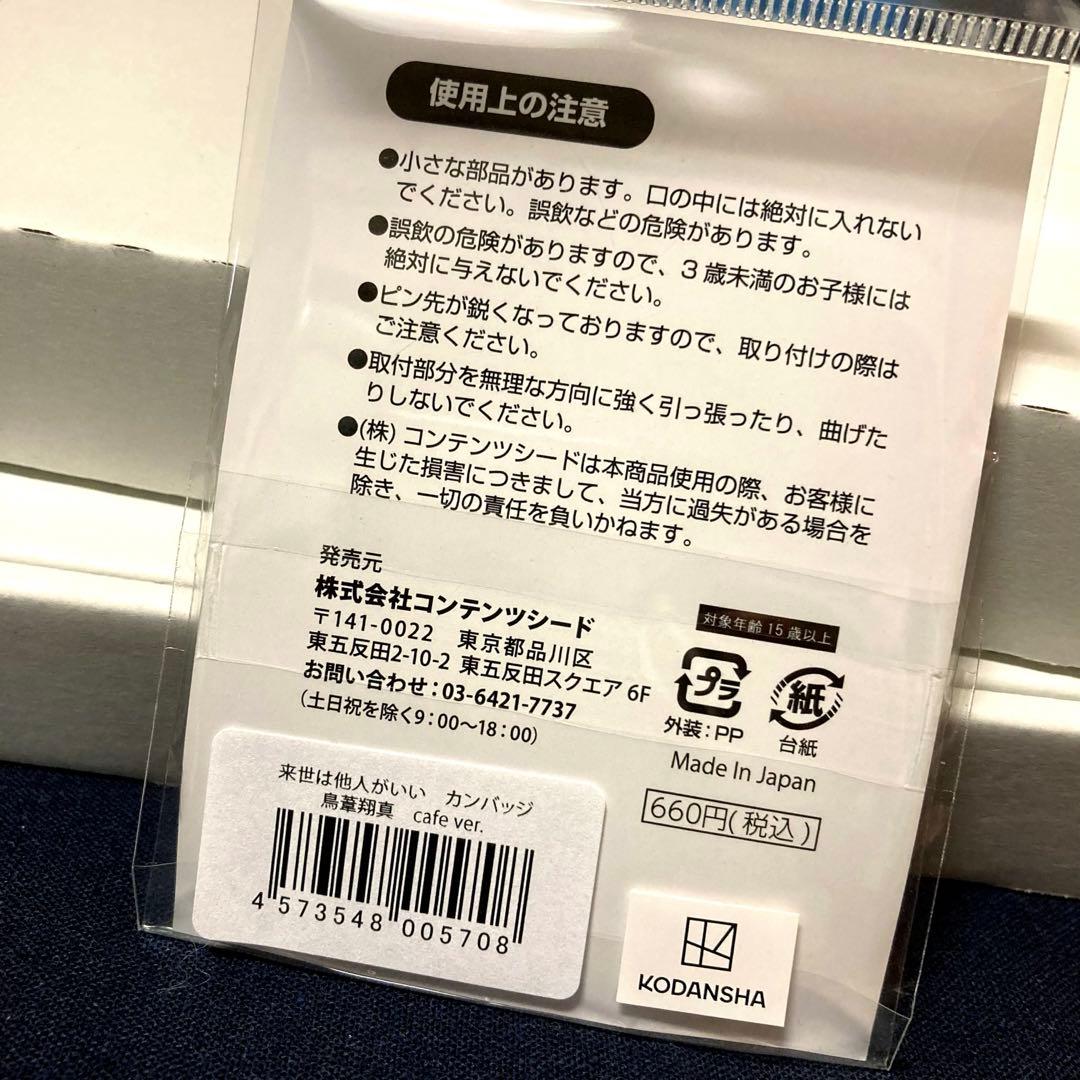 使用上の注意
●小さな部品があります。口の中には絶対に入れない
でください。誤飲などの危険があります。
●誤飲の危険がありますので、3歳未満のお子様には
絶対に与えないでください。
●ピン先が鋭くなっておりますので、取り付けの際は
ご注意ください。
●取付部分を無理な方向に強く引っ張ったり、曲げた
りしないでください。
●(株)コンテンツシードは本商品使用の際、お客様に
生じた損害につきまして、当方に過失がある場合を
除き、一切の責任を負いかねます。
発売元
株式会社コンテンツシード
〒141-0022 東京都品川区
東五反田2-10-2 東五反田スクエア 6F
お問い合わせ：03-6421-7737
(土日祝を除く9：00～18：00)
対象年齢15歳以上
プラ
紙
外装：PP
台紙
Made In Japan
660円(税込)
来世は他人がいい カンバッジ
鳥葦翔真 cafe ver.
4 573548 005708
KODANSHA